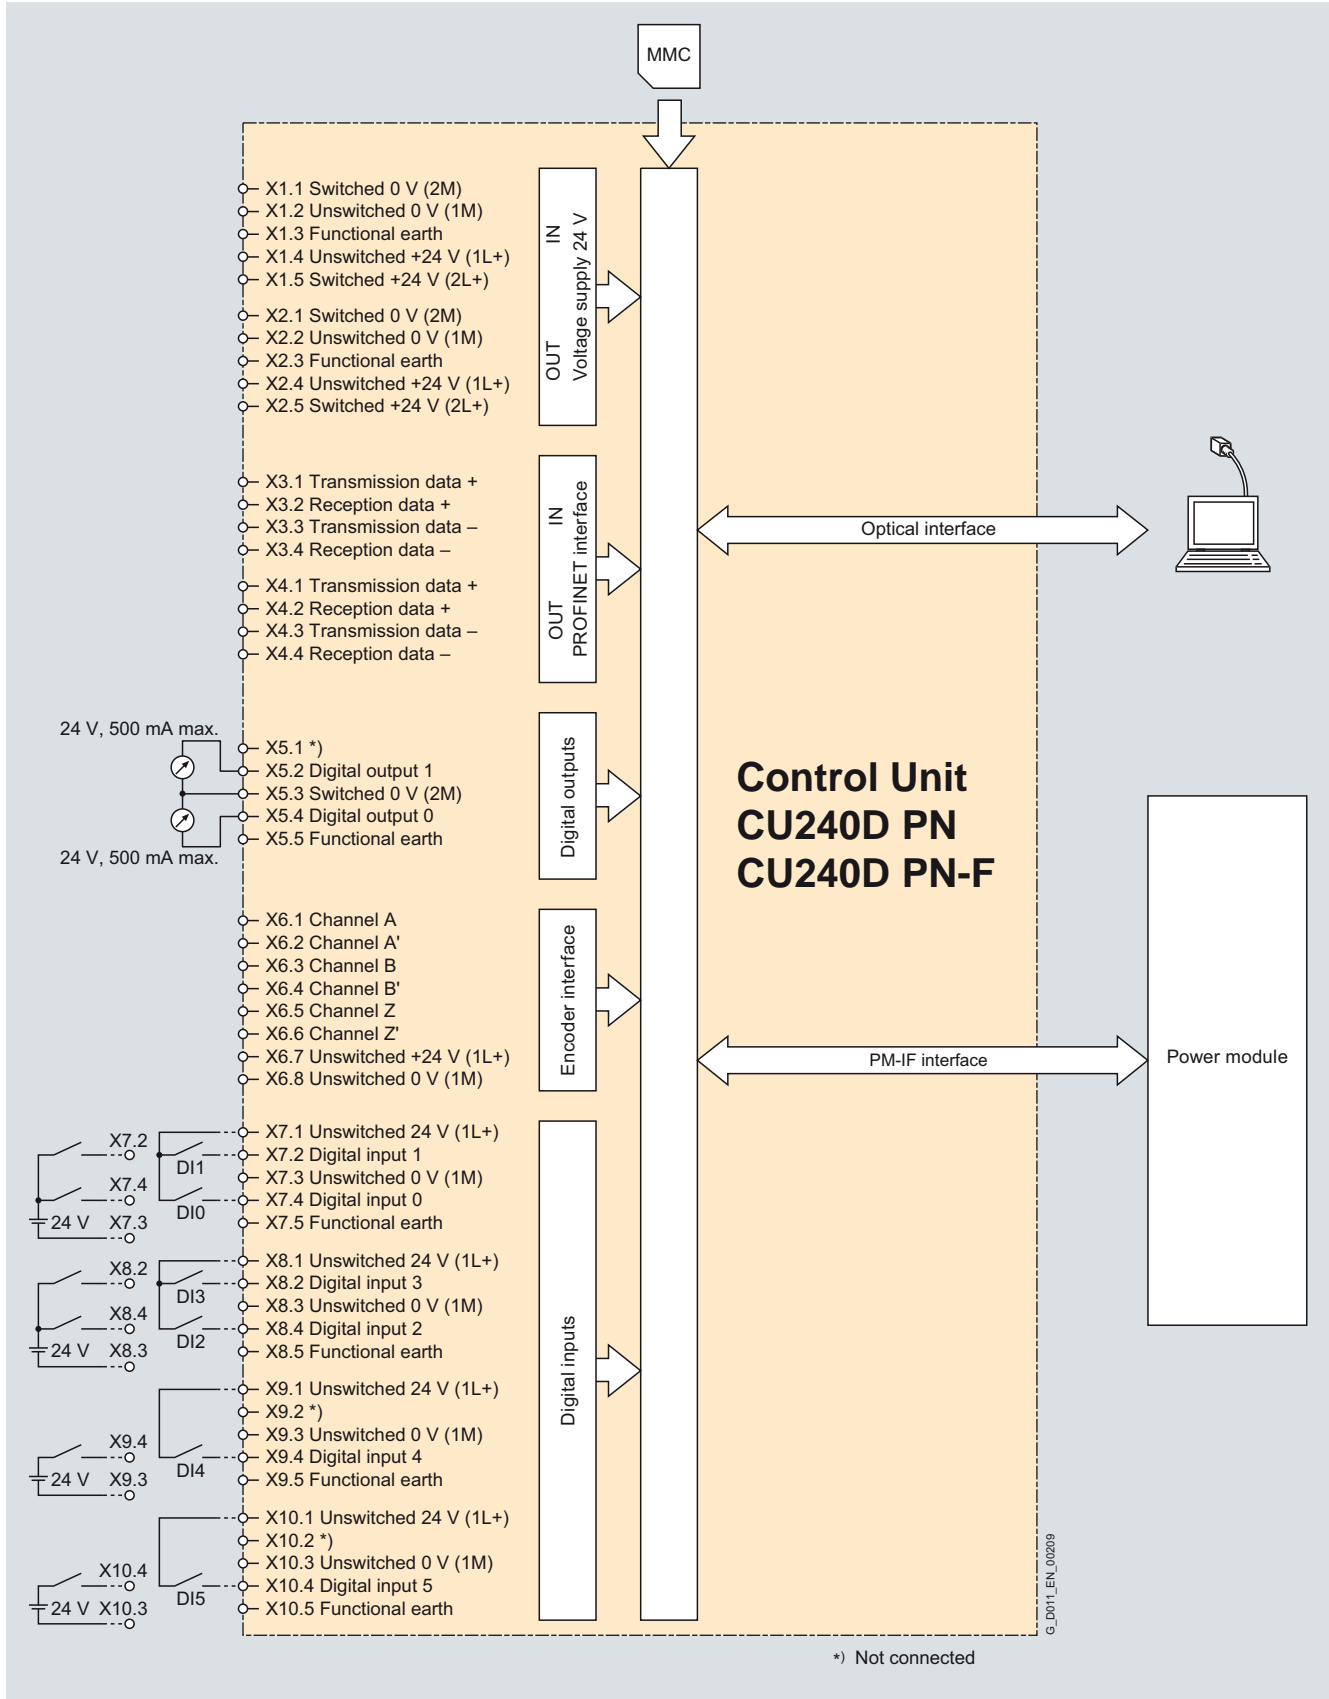 MMC
X1.1 Switched 0 V (2M)
X1.2 Unswitched 0 V (1M)
X1.3 Functional earth
X1.4 Unswitched +24 V (1L+)
X1.5 Switched +24 V (2L+)
X2.1 Switched 0 V (2M)
X2.2 Unswitched 0 V (1M)
X2.3 Functional earth
X2.4 Unswitched +24 V (1L+)
X2.5 Switched +24 V (2L+)
OUT IN
Voltage supply 24 V
X3.1 Transmission data +
X3.2 Reception data +
X3.3 Transmission data –
X3.4 Reception data –
X4.1 Transmission data +
X4.2 Reception data +
X4.3 Transmission data –
X4.4 Reception data –
OUT IN
PROFINET interface
Optical interface
24 V, 500 mA max.
X5.1 *)
X5.2 Digital output 1
X5.3 Switched 0 V (2M)
X5.4 Digital output 0
X5.5 Functional earth
24 V, 500 mA max.
Digital outputs
Control Unit
CU240D PN
CU240D PN-F
X6.1 Channel A
X6.2 Channel A'
X6.3 Channel B
X6.4 Channel B'
X6.5 Channel Z
X6.6 Channel Z'
X6.7 Unswitched +24 V (1L+)
X6.8 Unswitched 0 V (1M)
Encoder interface
PM-IF interface
Power module
X7.2
X7.4
24 V X7.3
DI1
DI0
X7.1 Unswitched 24 V (1L+)
X7.2 Digital input 1
X7.3 Unswitched 0 V (1M)
X7.4 Digital input 0
X7.5 Functional earth
X8.2
X8.4
24 V X8.3
DI3
DI2
X8.1 Unswitched 24 V (1L+)
X8.2 Digital input 3
X8.3 Unswitched 0 V (1M)
X8.4 Digital input 2
X8.5 Functional earth
Digital inputs
X9.4
24 V X9.3
DI4
X9.1 Unswitched 24 V (1L+)
X9.2 *)
X9.3 Unswitched 0 V (1M)
X9.4 Digital input 4
X9.5 Functional earth
X10.4
24 V X10.3
DI5
X10.1 Unswitched 24 V (1L+)
X10.2 *)
X10.3 Unswitched 0 V (1M)
X10.4 Digital input 5
X10.5 Functional earth
G_D011_EN_00209
*) Not connected